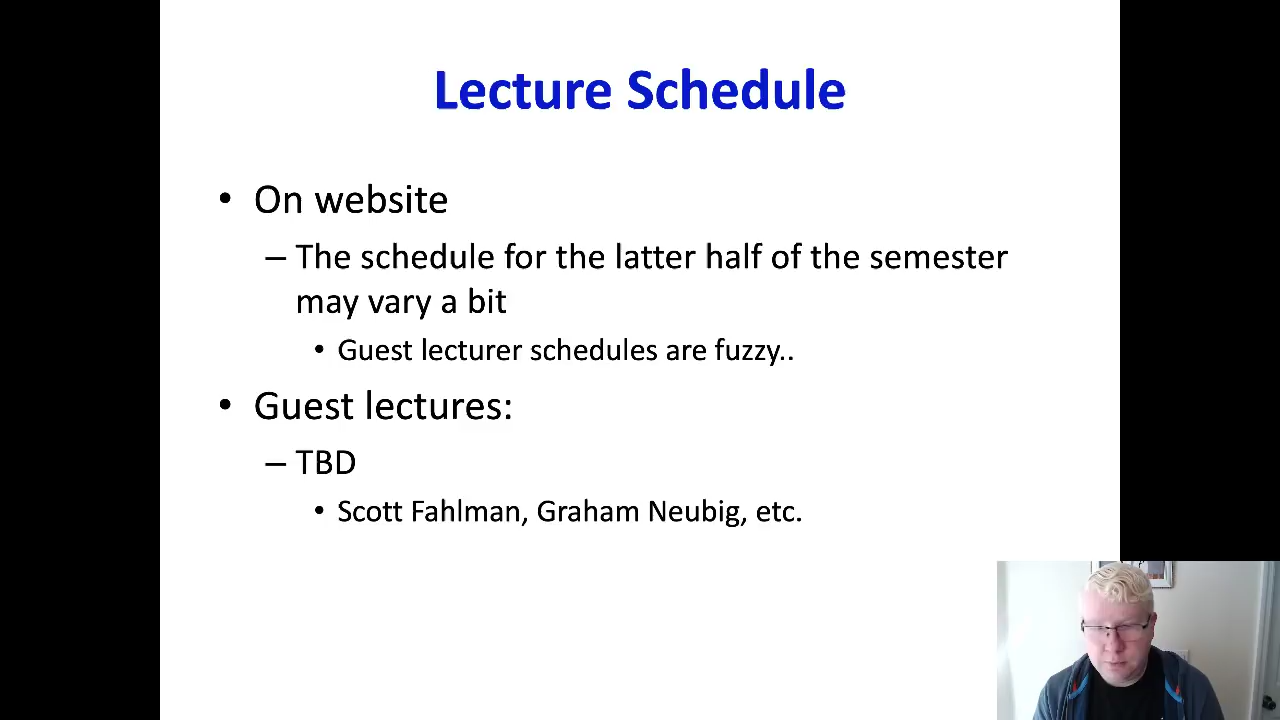 Lecture Schedule
• On website
– The schedule for the latter half of the semester
may vary a bit
• Guest lecturer schedules are fuzzy..
• Guest lectures:
– TBD
• Scott Fahlman, Graham Neubig, etc.